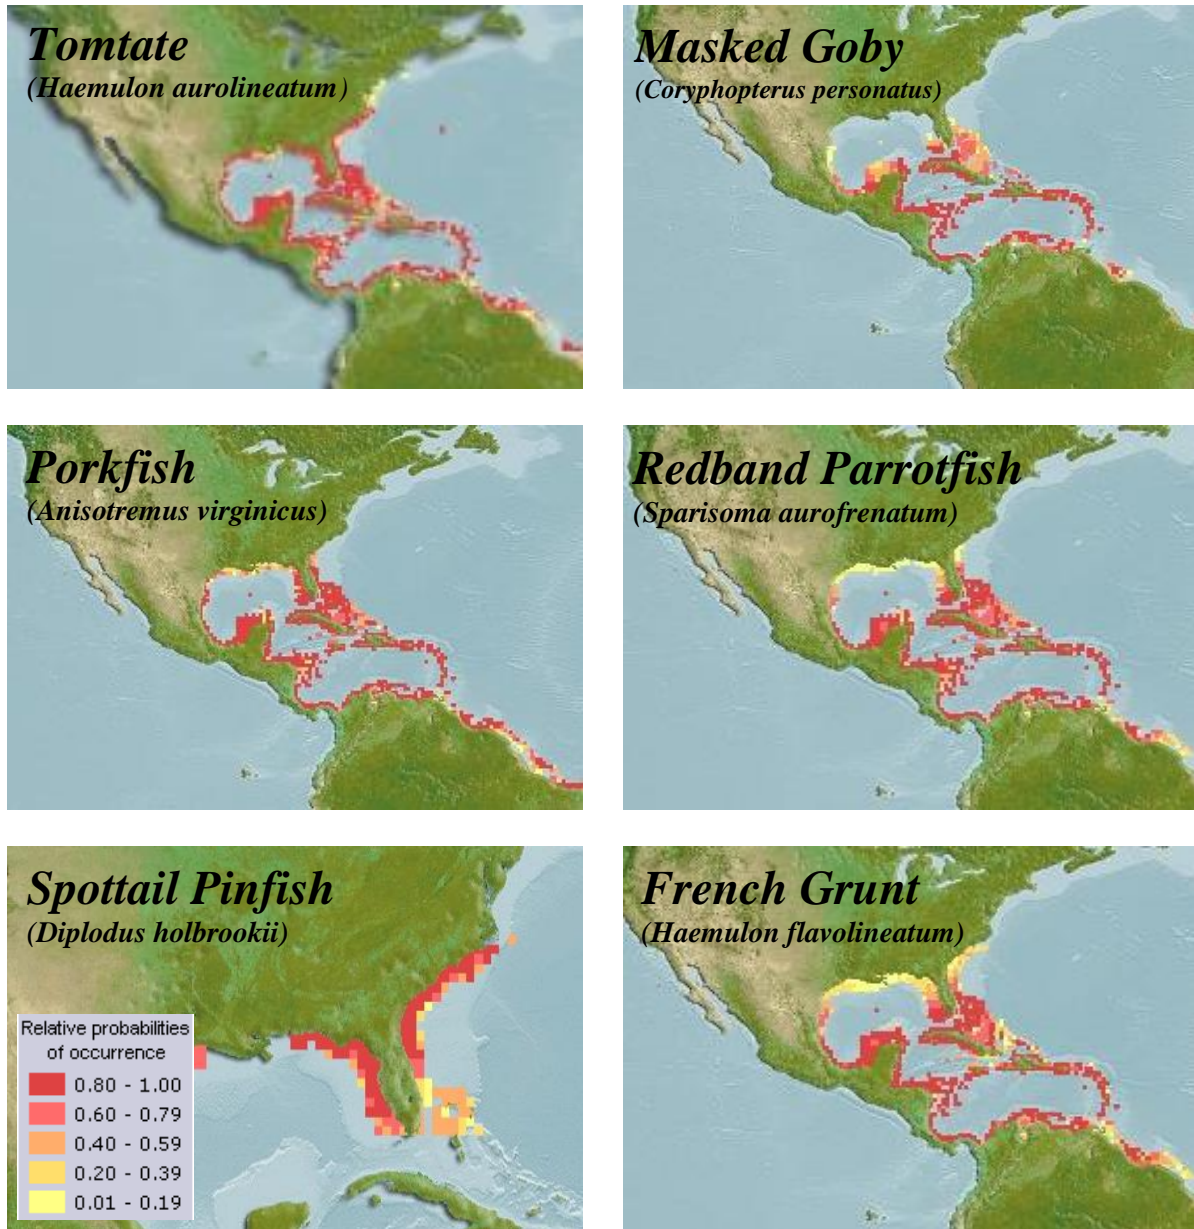 Tomtate
(Haemulon aurolineatum)
Masked Goby
(Coryphopterus personatus)
Porkfish
(Anisotremus virginicus)
Redband Parrotfish
(Sparisoma aurofrenatum)
Spottail Pinfish
(Diplodus holbrookii)
Relative probabilities
of occurrence
0.80 - 1.00
0.60 - 0.79
0.40 - 0.59
0.20 - 0.39
0.01 - 0.19
French Grunt
(Haemulon flavolineatum)